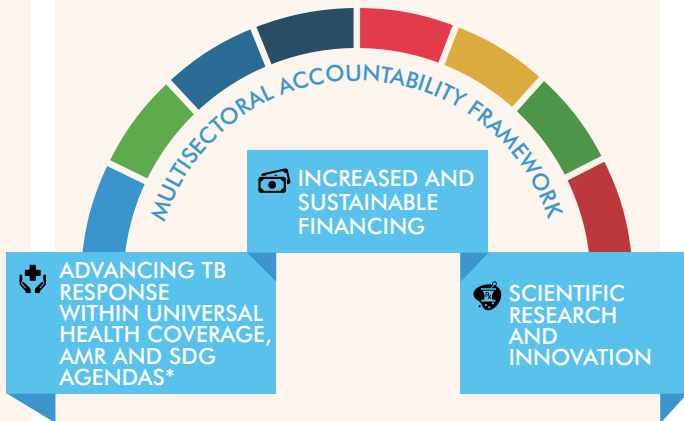 MULTISECTORAL ACCOUNTABILITY FRAMEWORK
INCREASED AND
SUSTAINABLE
FINANCING
ADVANCING TB
RESPONSE
WITHIN UNIVERSAL
HEALTH COVERAGE,
AMR AND SDG
AGENDAS*
SCIENTIFIC
RESEARCH
AND
INNOVATION